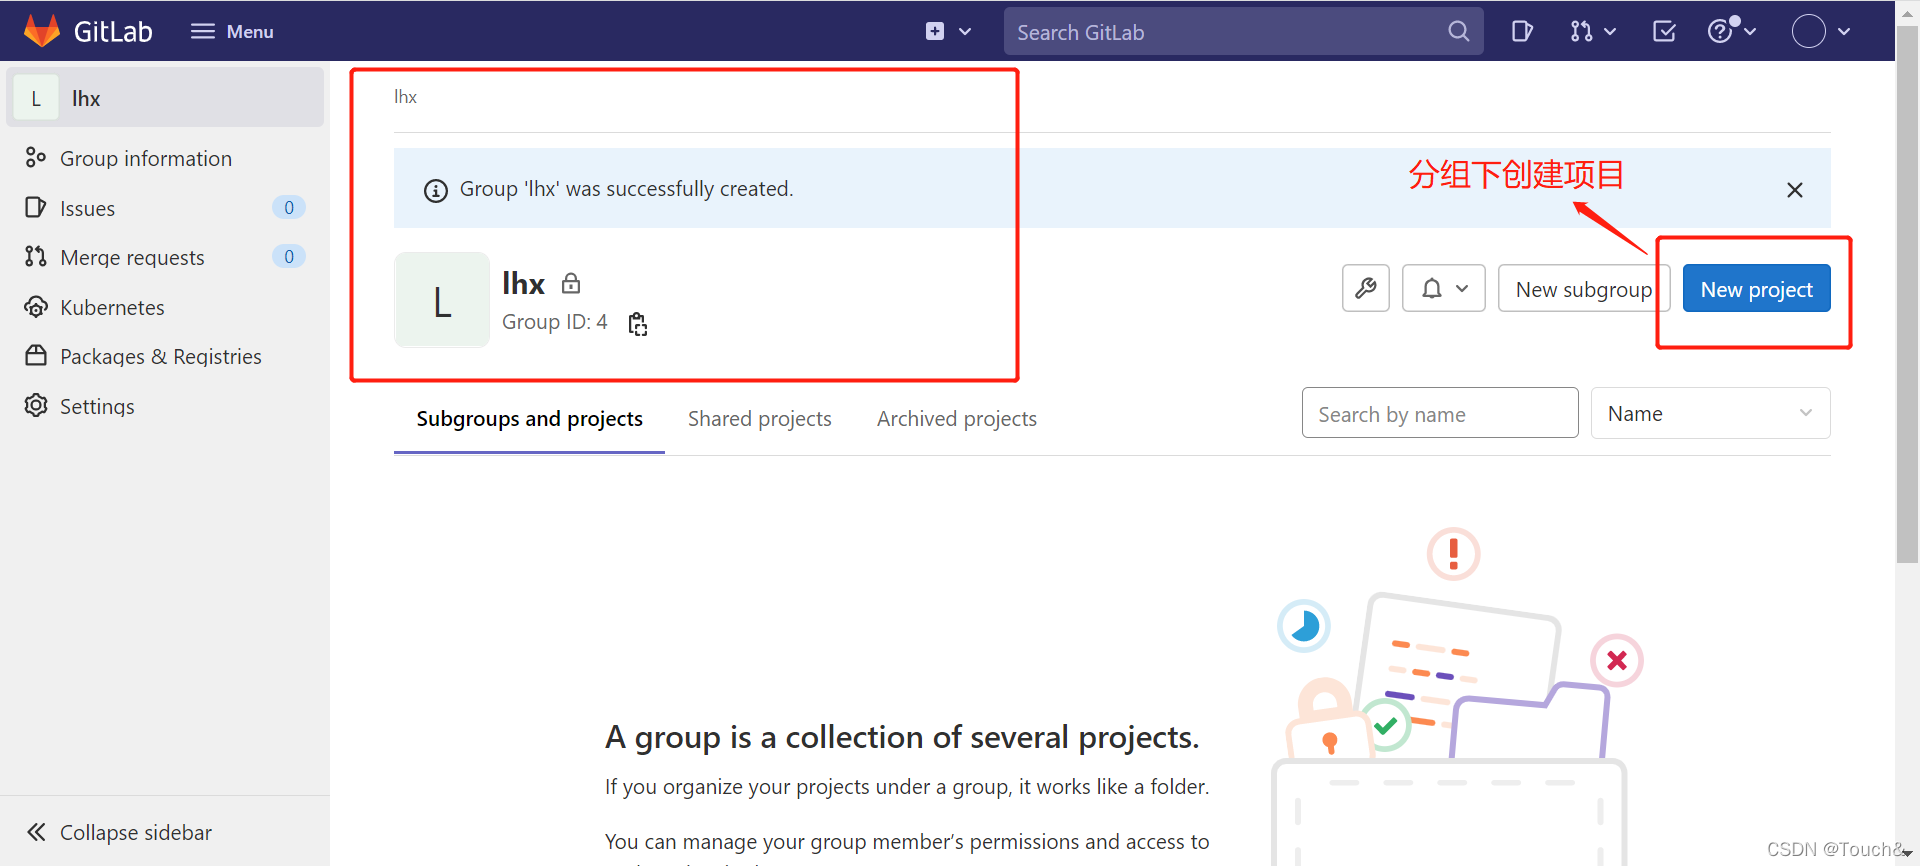 GitLab
Menu
Search GitLab
L
lhx
lhx
Group information
Issues
0
Merge requests
0
Kubernetes
Packages & Registries
Settings
Collapse sidebar
Group 'lhx' was successfully created.
分组下创建项目
L
lhx
Group ID: 4
New subgroup
New project
Subgroups and projects
Shared projects
Archived projects
Search by name
Name
A group is a collection of several projects.
If you organize your projects under a group, it works like a folder.
You can manage your group member’s permissions and access to
CSDN @Touch&